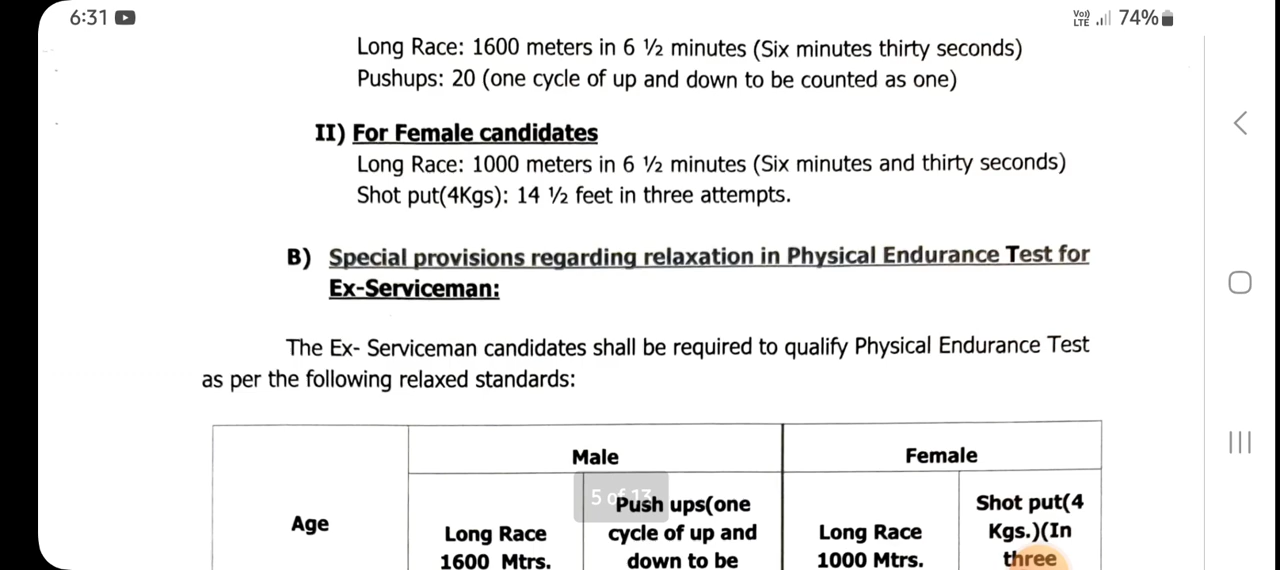 6:31
Vo)) LTE 74%
Long Race: 1600 meters in 6 ½ minutes (Six minutes thirty seconds)
Pushups: 20 (one cycle of up and down to be counted as one)
II) For Female candidates
Long Race: 1000 meters in 6 ½ minutes (Six minutes and thirty seconds)
Shot put(4Kgs): 14 ½ feet in three attempts.
B) Special provisions regarding relaxation in Physical Endurance Test for
Ex-Serviceman:
The Ex- Serviceman candidates shall be required to qualify Physical Endurance Test
as per the following relaxed standards:
Male
Female
5 of 13
Age
Long Race
1600 Mtrs.
Push ups(one
cycle of up and
down to be
Long Race
1000 Mtrs.
Shot put(4
Kgs.)(In
three